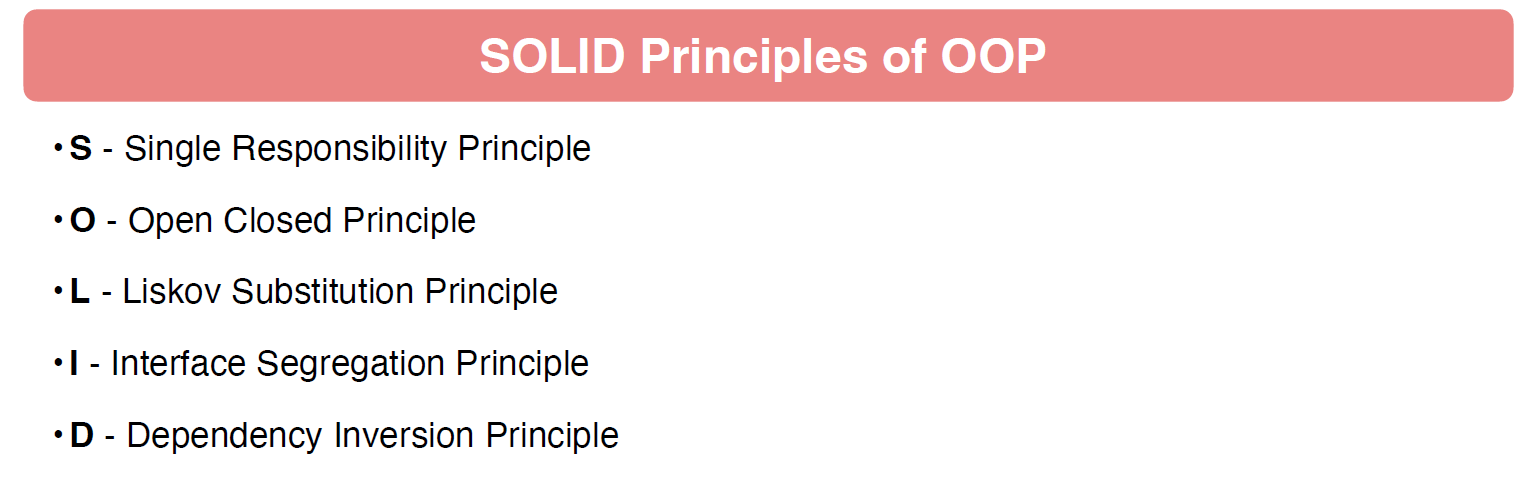 SOLID Principles of OOP
• S - Single Responsibility Principle
• O - Open Closed Principle
• L - Liskov Substitution Principle
• I - Interface Segregation Principle
• D - Dependency Inversion Principle